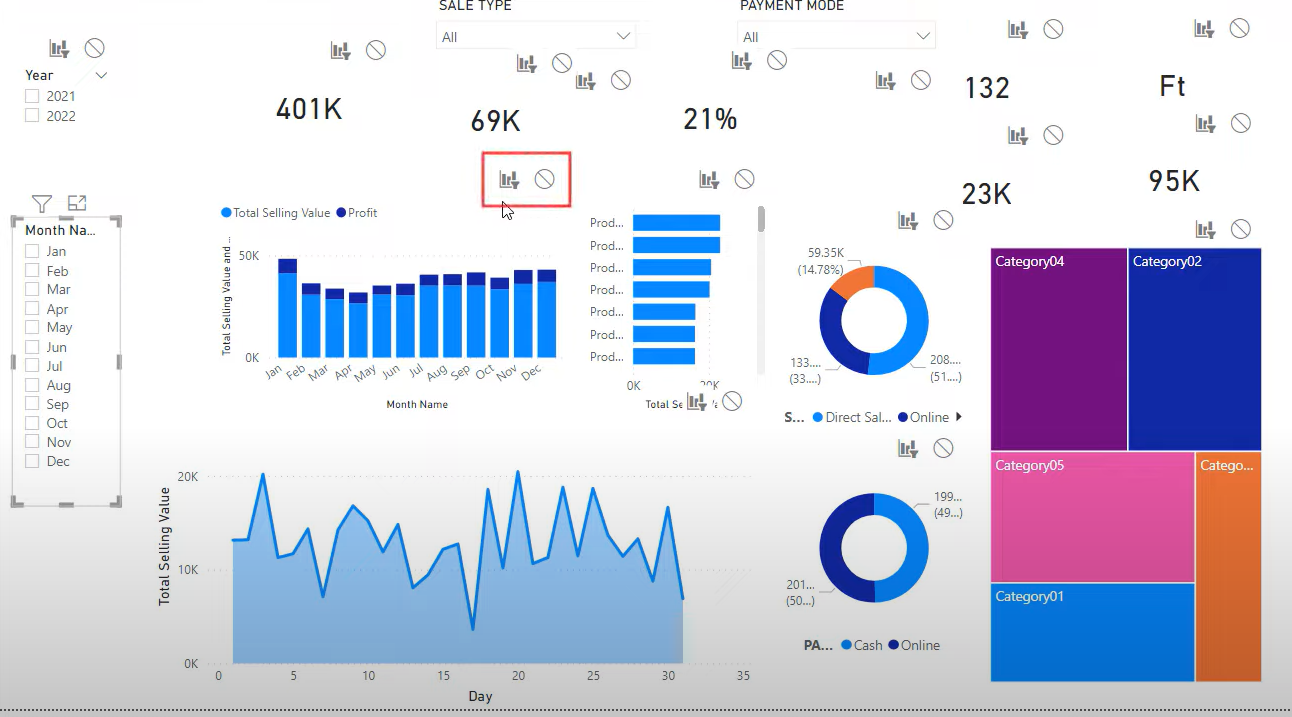 SALE TYPE
All
PAYMENT MODE
All
Year
2021
2022
401K
69K
21%
132
Ft
23K
95K
Month Na...
Jan
Feb
Mar
Apr
May
Jun
Jul
Aug
Sep
Oct
Nov
Dec
Total Selling Value Profit
Total Selling Value and ...
50K
0K
Jan Feb Mar Apr May Jun Jul Aug Sep Oct Nov Dec
Month Name
Prod...
Prod...
Prod...
Prod...
Prod...
Prod...
Prod...
0K 20K
Total Se
59.35K
(14.78%)
133....
(33....)
208....
(51....)
S... Direct Sal... Online
Total Selling Value
20K
10K
0K
0 5 10 15 20 25 30 35
Day
199...
(49...)
201...
(50...)
PA... Cash Online
Category04
Category02
Category05
Catego...
Category01